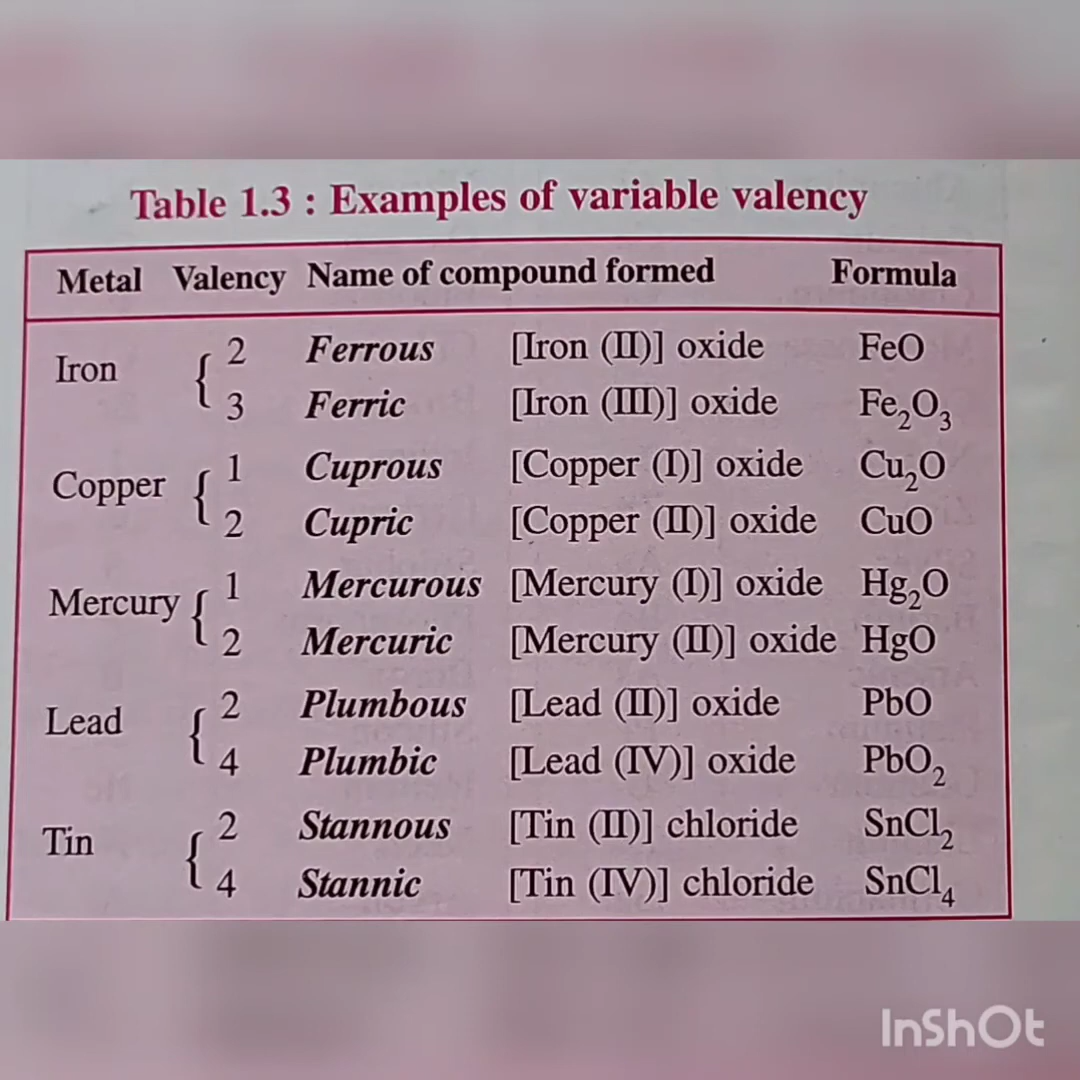 Table 1.3 : Examples of variable valency
Metal Valency Name of compound formed Formula
Iron { 2 Ferrous [Iron (II)] oxide FeO
3 Ferric [Iron (III)] oxide Fe₂O₃
Copper { 1 Cuprous [Copper (I)] oxide Cu₂O
2 Cupric [Copper (II)] oxide CuO
Mercury { 1 Mercurous [Mercury (I)] oxide Hg₂O
2 Mercuric [Mercury (II)] oxide HgO
Lead { 2 Plumbous [Lead (II)] oxide PbO
4 Plumbic [Lead (IV)] oxide PbO₂
Tin { 2 Stannous [Tin (II)] chloride SnCl₂
4 Stannic [Tin (IV)] chloride SnCl₄
InShOt